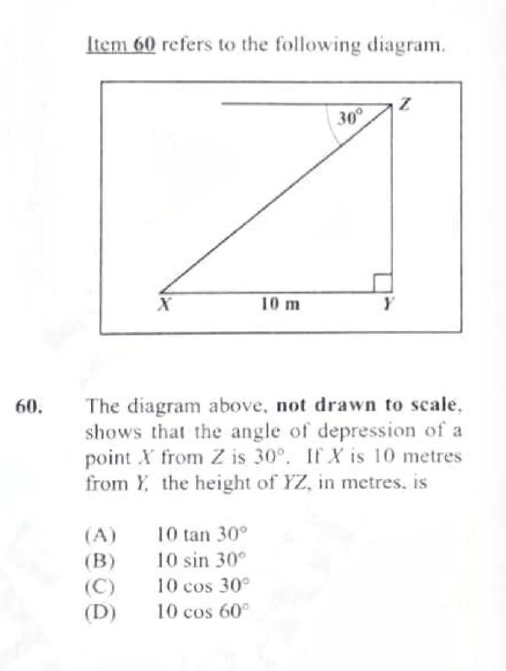 Item 60 refers to the following diagram.
Z
30°
X
10 m
Y
60. The diagram above, not drawn to scale,
shows that the angle of depression of a
point X from Z is 30°. If X is 10 metres
from Y, the height of YZ, in metres, is
(A) 10 tan 30°
(B) 10 sin 30°
(C) 10 cos 30°
(D) 10 cos 60°